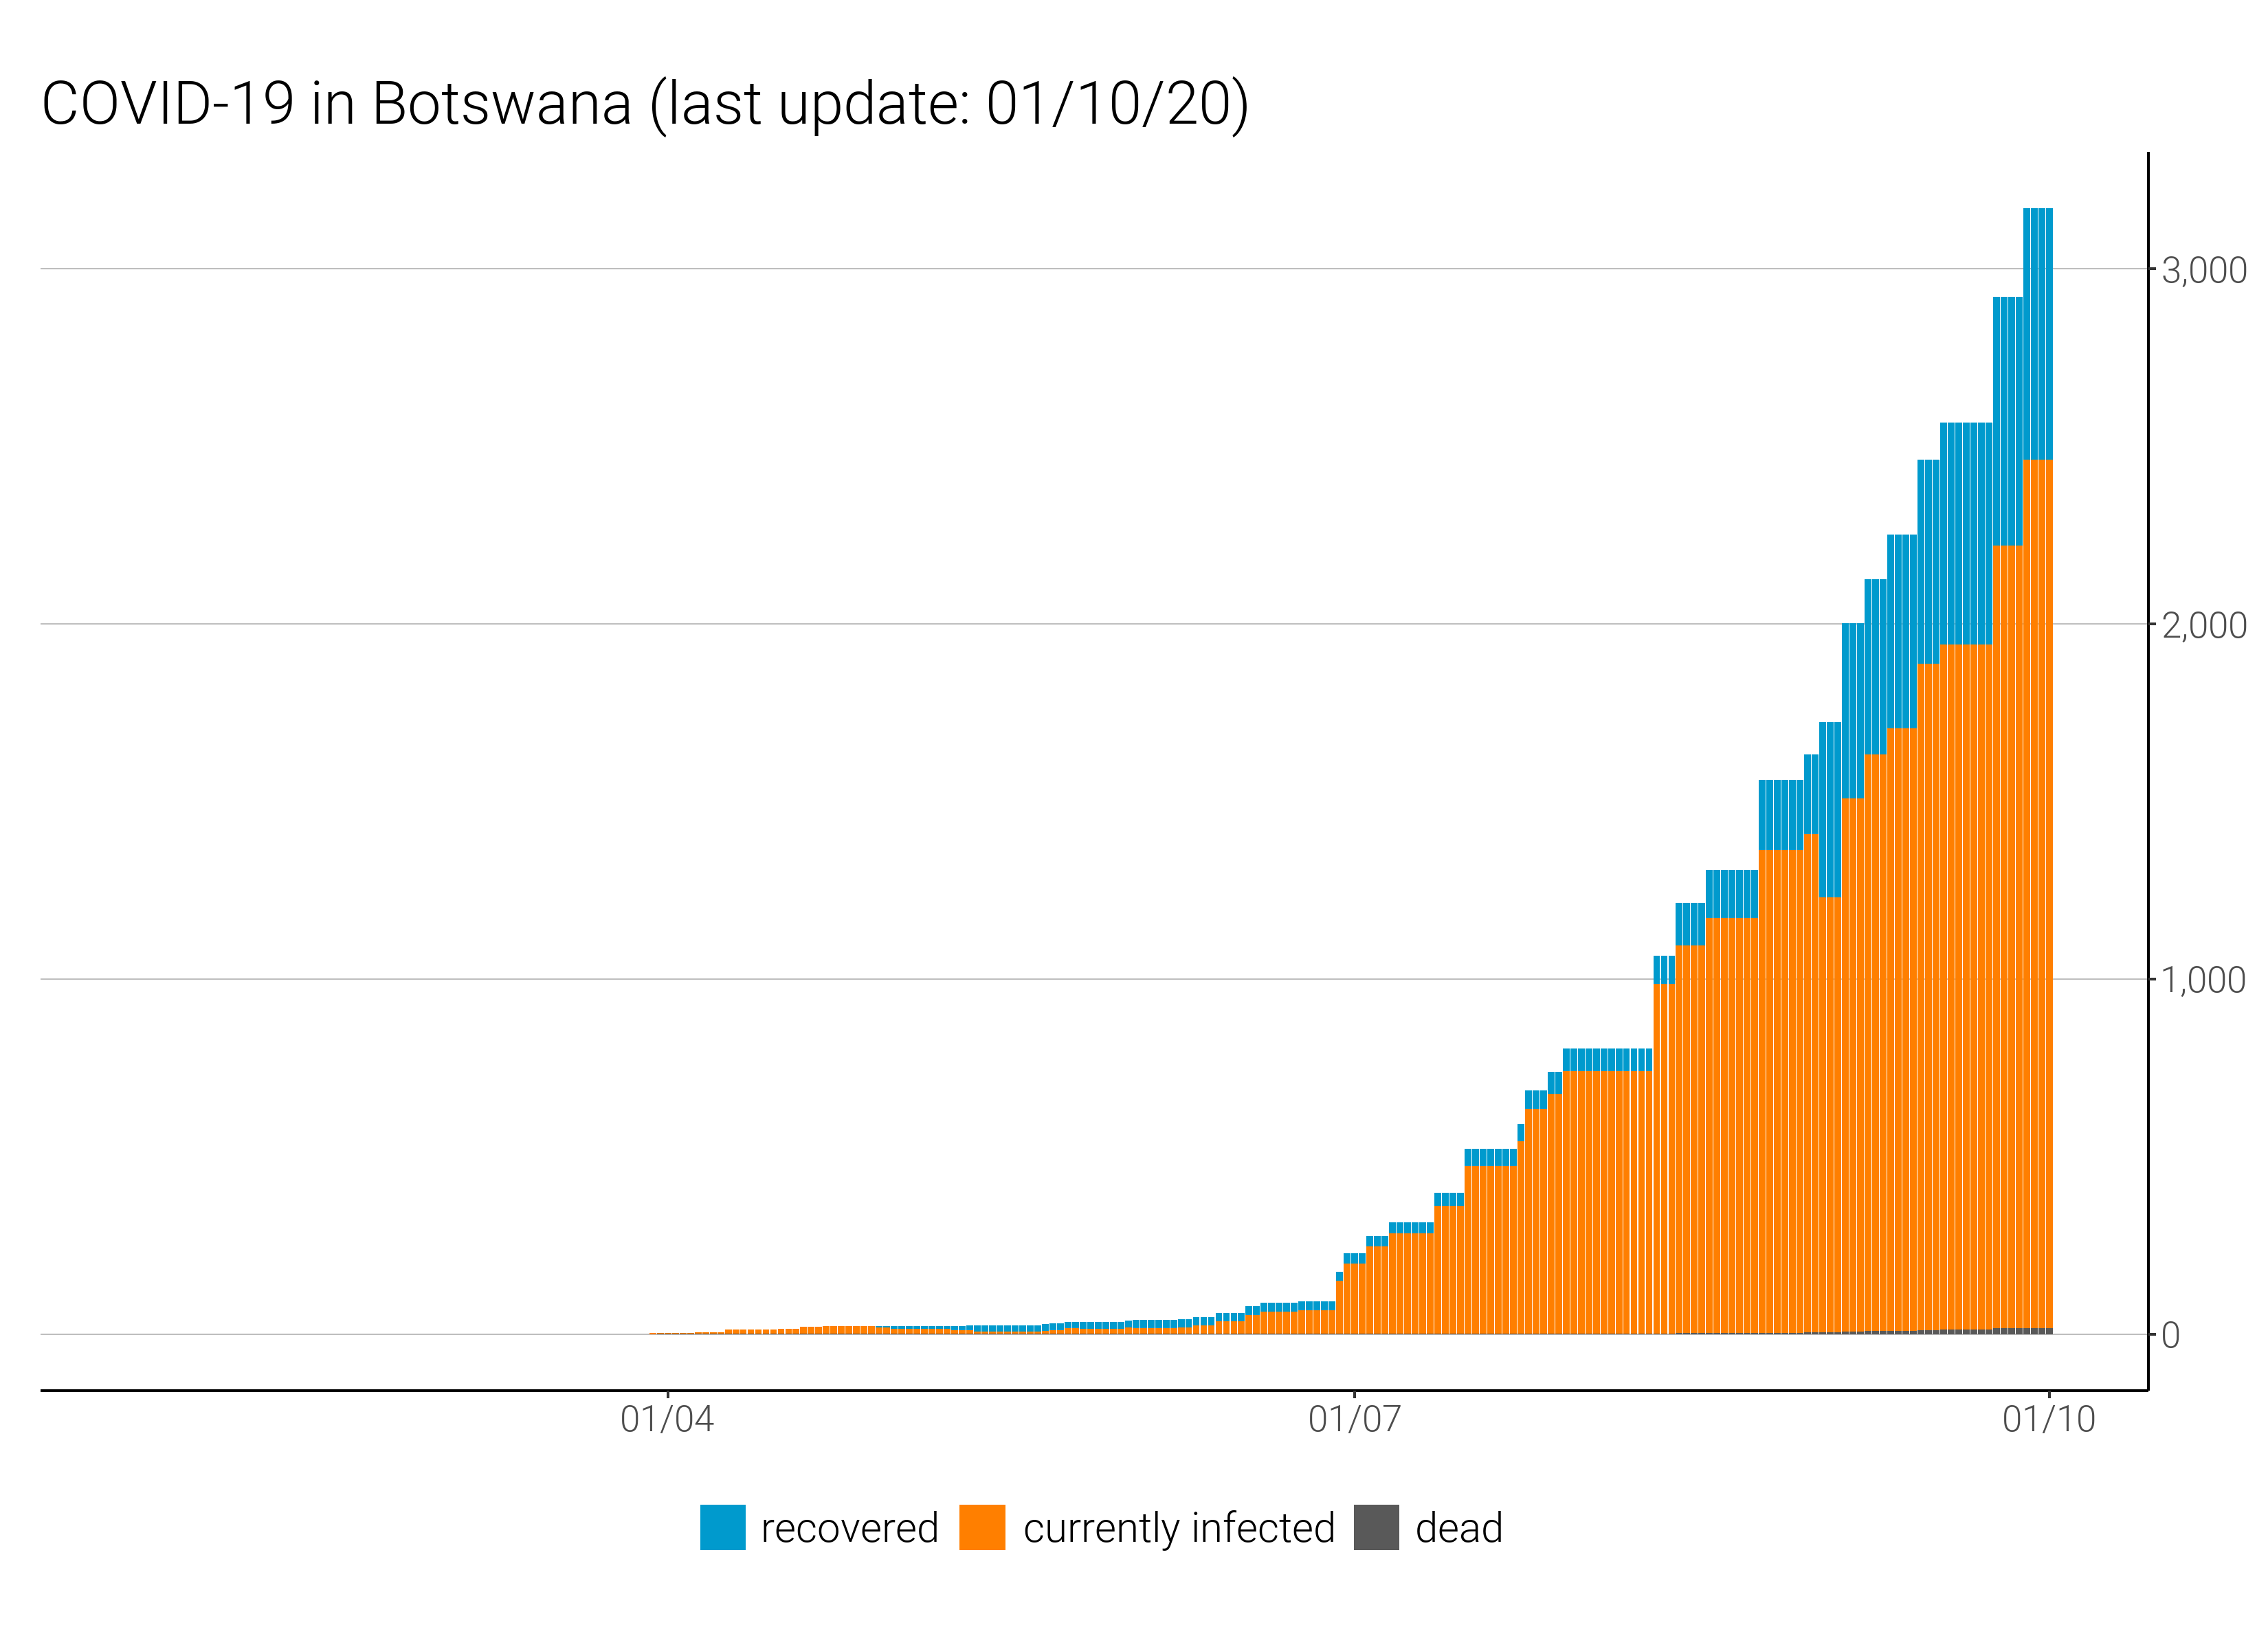 COVID-19 in Botswana (last update: 01/10/20)
3,000
2,000
1,000
0
01/04 01/07 01/10
recovered currently infected dead